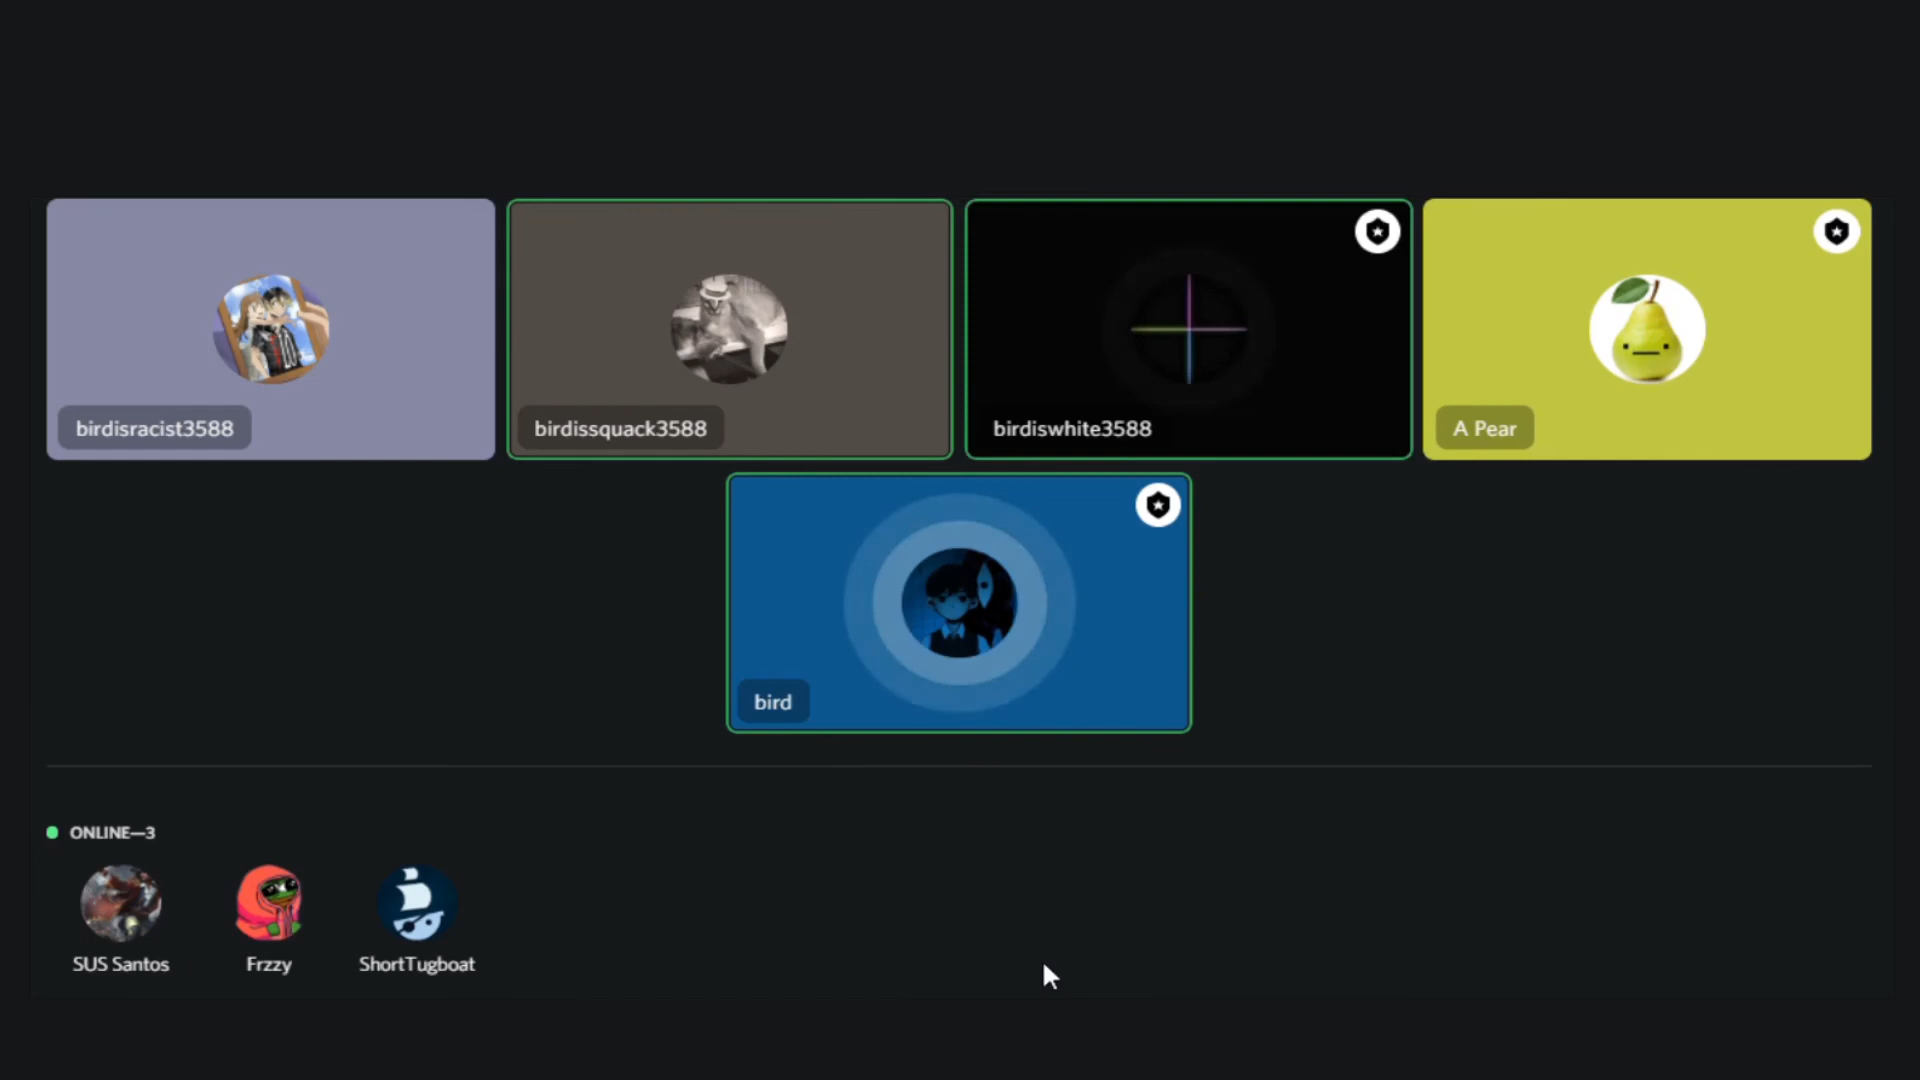 birdisracist3588
birdissquack3588
birdiswhite3588
A Pear
bird
ONLINE—3
SUS Santos
Frzzy
ShortTugboat